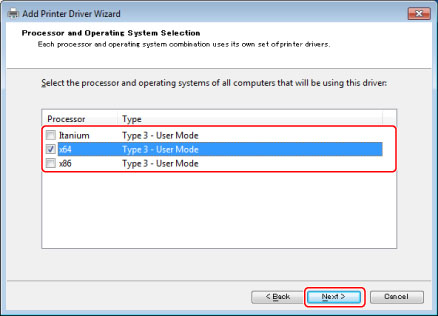 Add Printer Driver Wizard
Processor and Operating System Selection
Each processor and operating system combination uses its own set of printer drivers.
Select the processor and operating systems of all computers that will be using this driver:
Processor Type
Itanium Type 3 - User Mode
x64 Type 3 - User Mode
x86 Type 3 - User Mode
< Back Next > Cancel